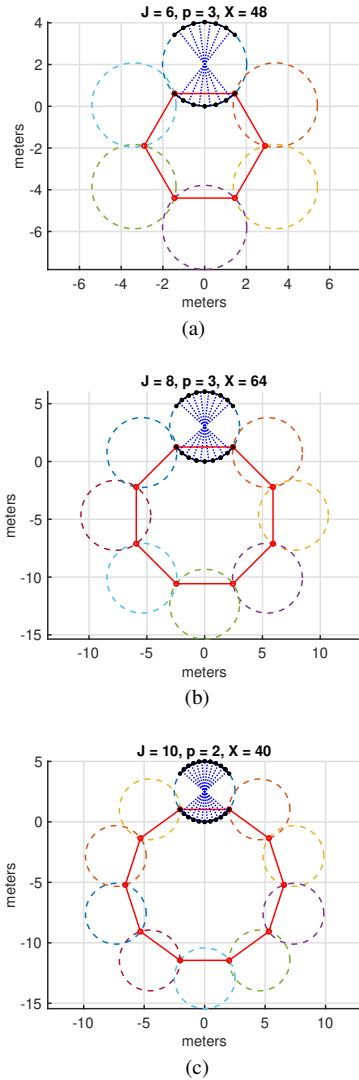 J = 6, p = 3, X = 48
4
2
0
-2
-4
-6
meters
-6 -4 -2 0 2 4 6
meters
(a)
J = 8, p = 3, X = 64
5
0
-5
-10
-15
meters
-10 -5 0 5 10
meters
(b)
J = 10, p = 2, X = 40
5
0
-5
-10
-15
meters
-10 -5 0 5 10
meters
(c)